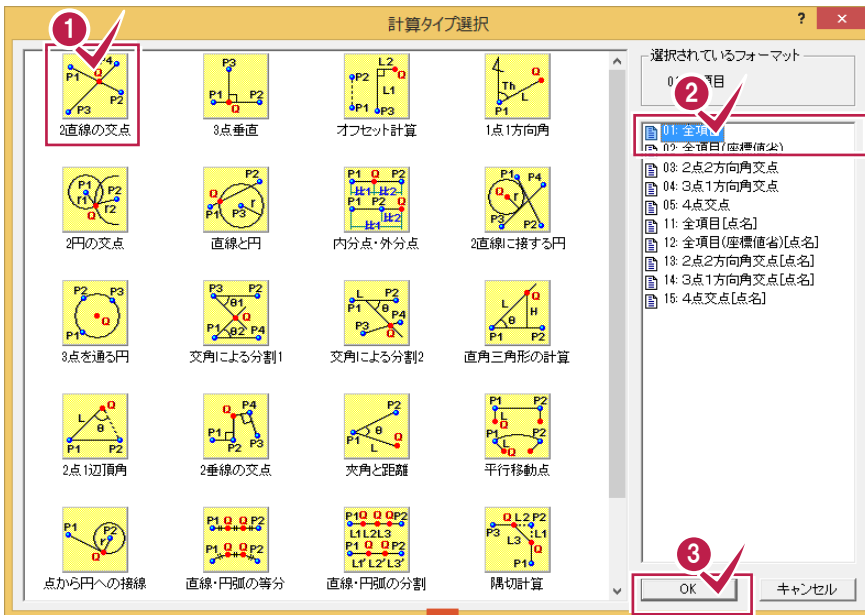 計算タイプ選択
? ×
1
2直線の交点
3点垂直
オフセット計算
1点1方向角
2円の交点
直線と円
内分点・外分点
2直線に接する円
3点を通る円
交角による分割1
交角による分割2
直角三角形の計算
2点1辺頂角
2垂線の交点
夾角と距離
平行移動点
点から円への接線
直線・円弧の等分
直線・円弧の分割
隅切計算
選択されているフォーマット
2
01: 全項目
02: 全項目(座標値省)
03: 2点2方向角交点
04: 3点1方向角交点
05: 4点交点
11: 全項目[点名]
12: 全項目(座標値省)[点名]
13: 2点2方向角交点[点名]
14: 3点1方向角交点[点名]
15: 4点交点[点名]
3
OK
キャンセル